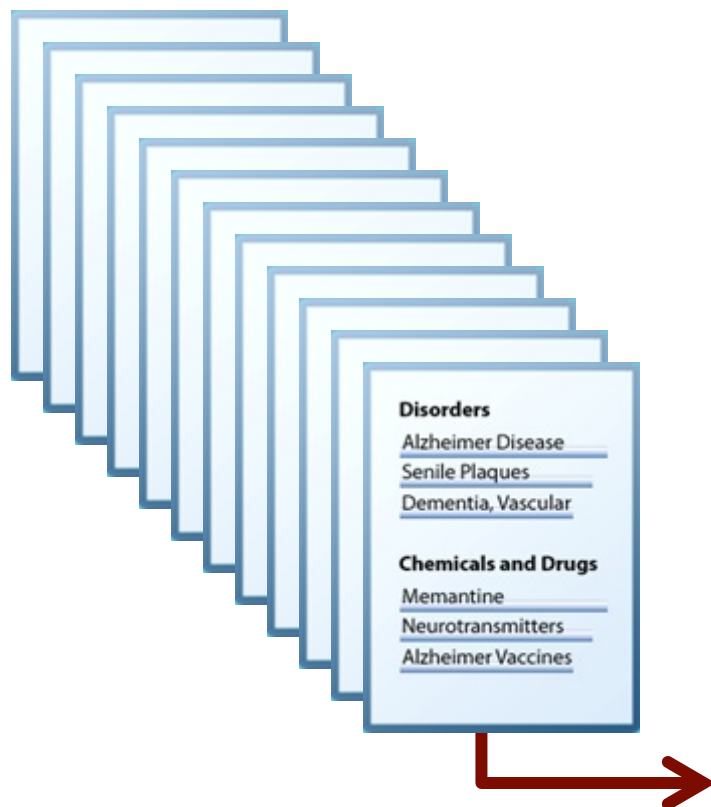 Disorders
Alzheimer Disease
Senile Plaques
Dementia, Vascular
Chemicals and Drugs
Memantine
Neurotransmitters
Alzheimer Vaccines